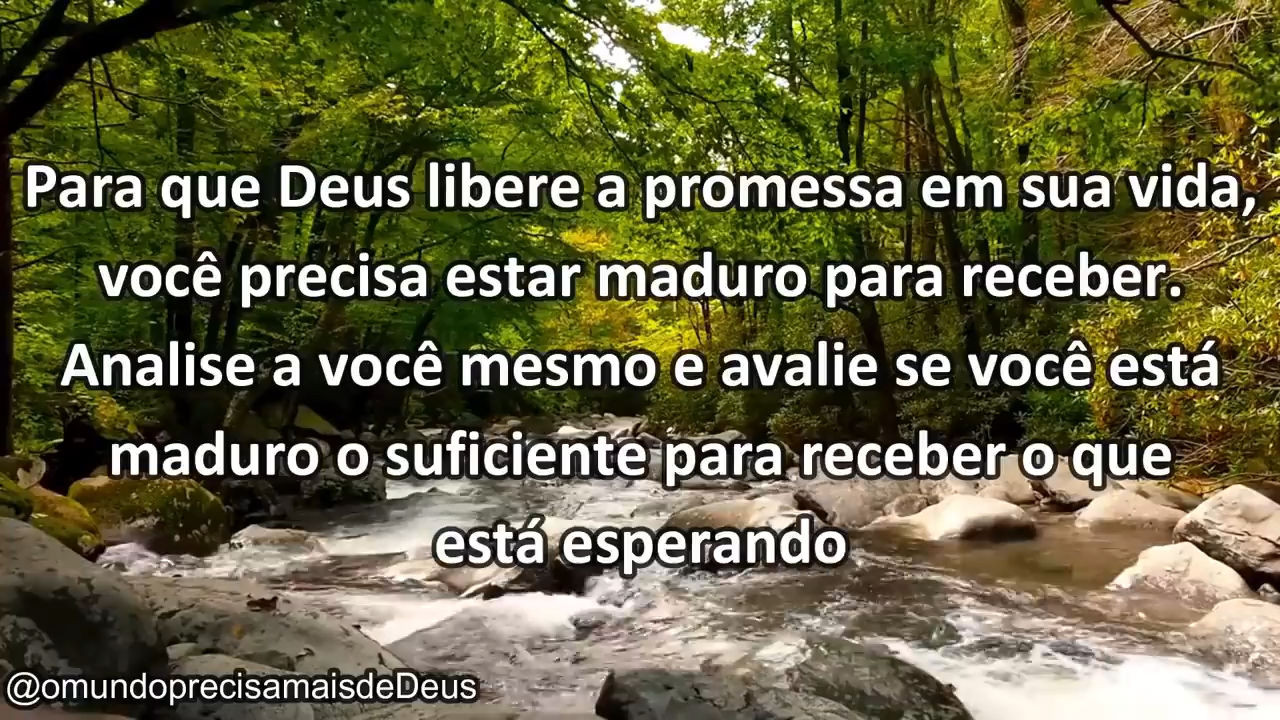 Para que Deus libere a promessa em sua vida,
você precisa estar maduro para receber.
Analise a você mesmo e avalie se você está
maduro o suficiente para receber o que
está esperando
@omundoprecisamaisdeDeus